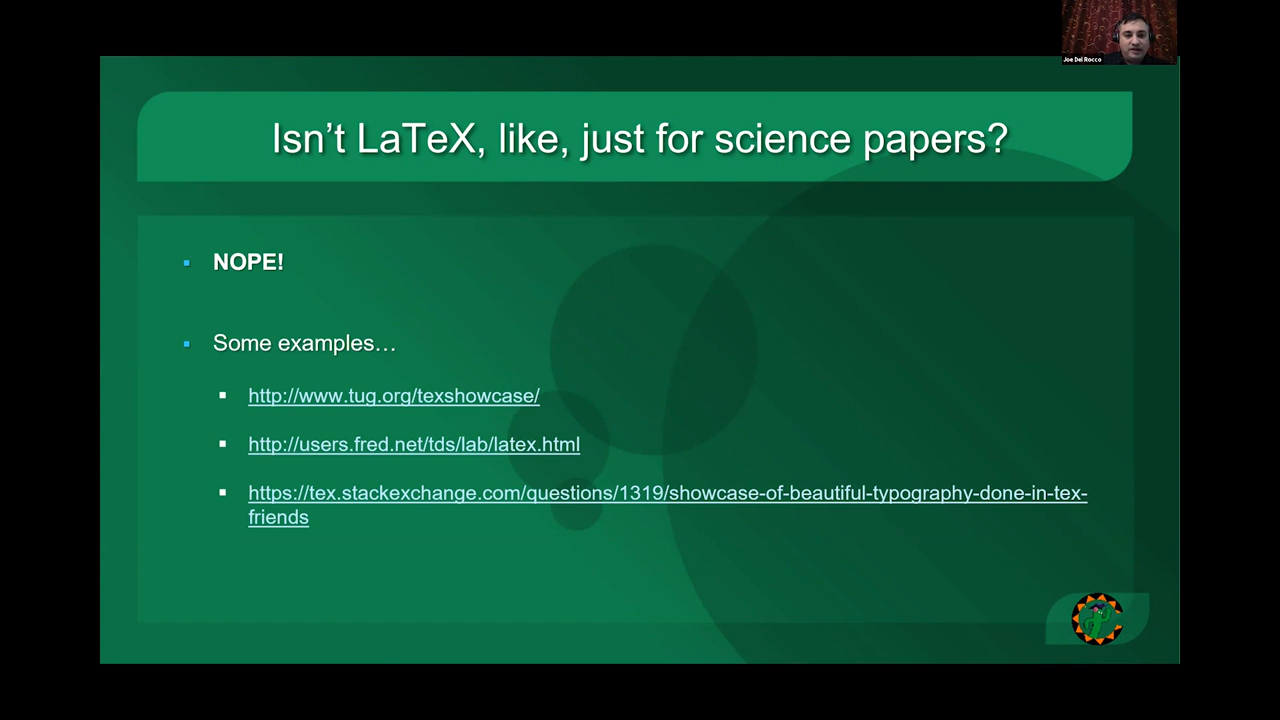 Joe Del Rocco
Isn’t LaTeX, like, just for science papers?
NOPE!
Some examples…
http://www.tug.org/texshowcase/
http://users.fred.net/tds/lab/latex.html
https://tex.stackexchange.com/questions/1319/showcase-of-beautiful-typography-done-in-tex-
friends